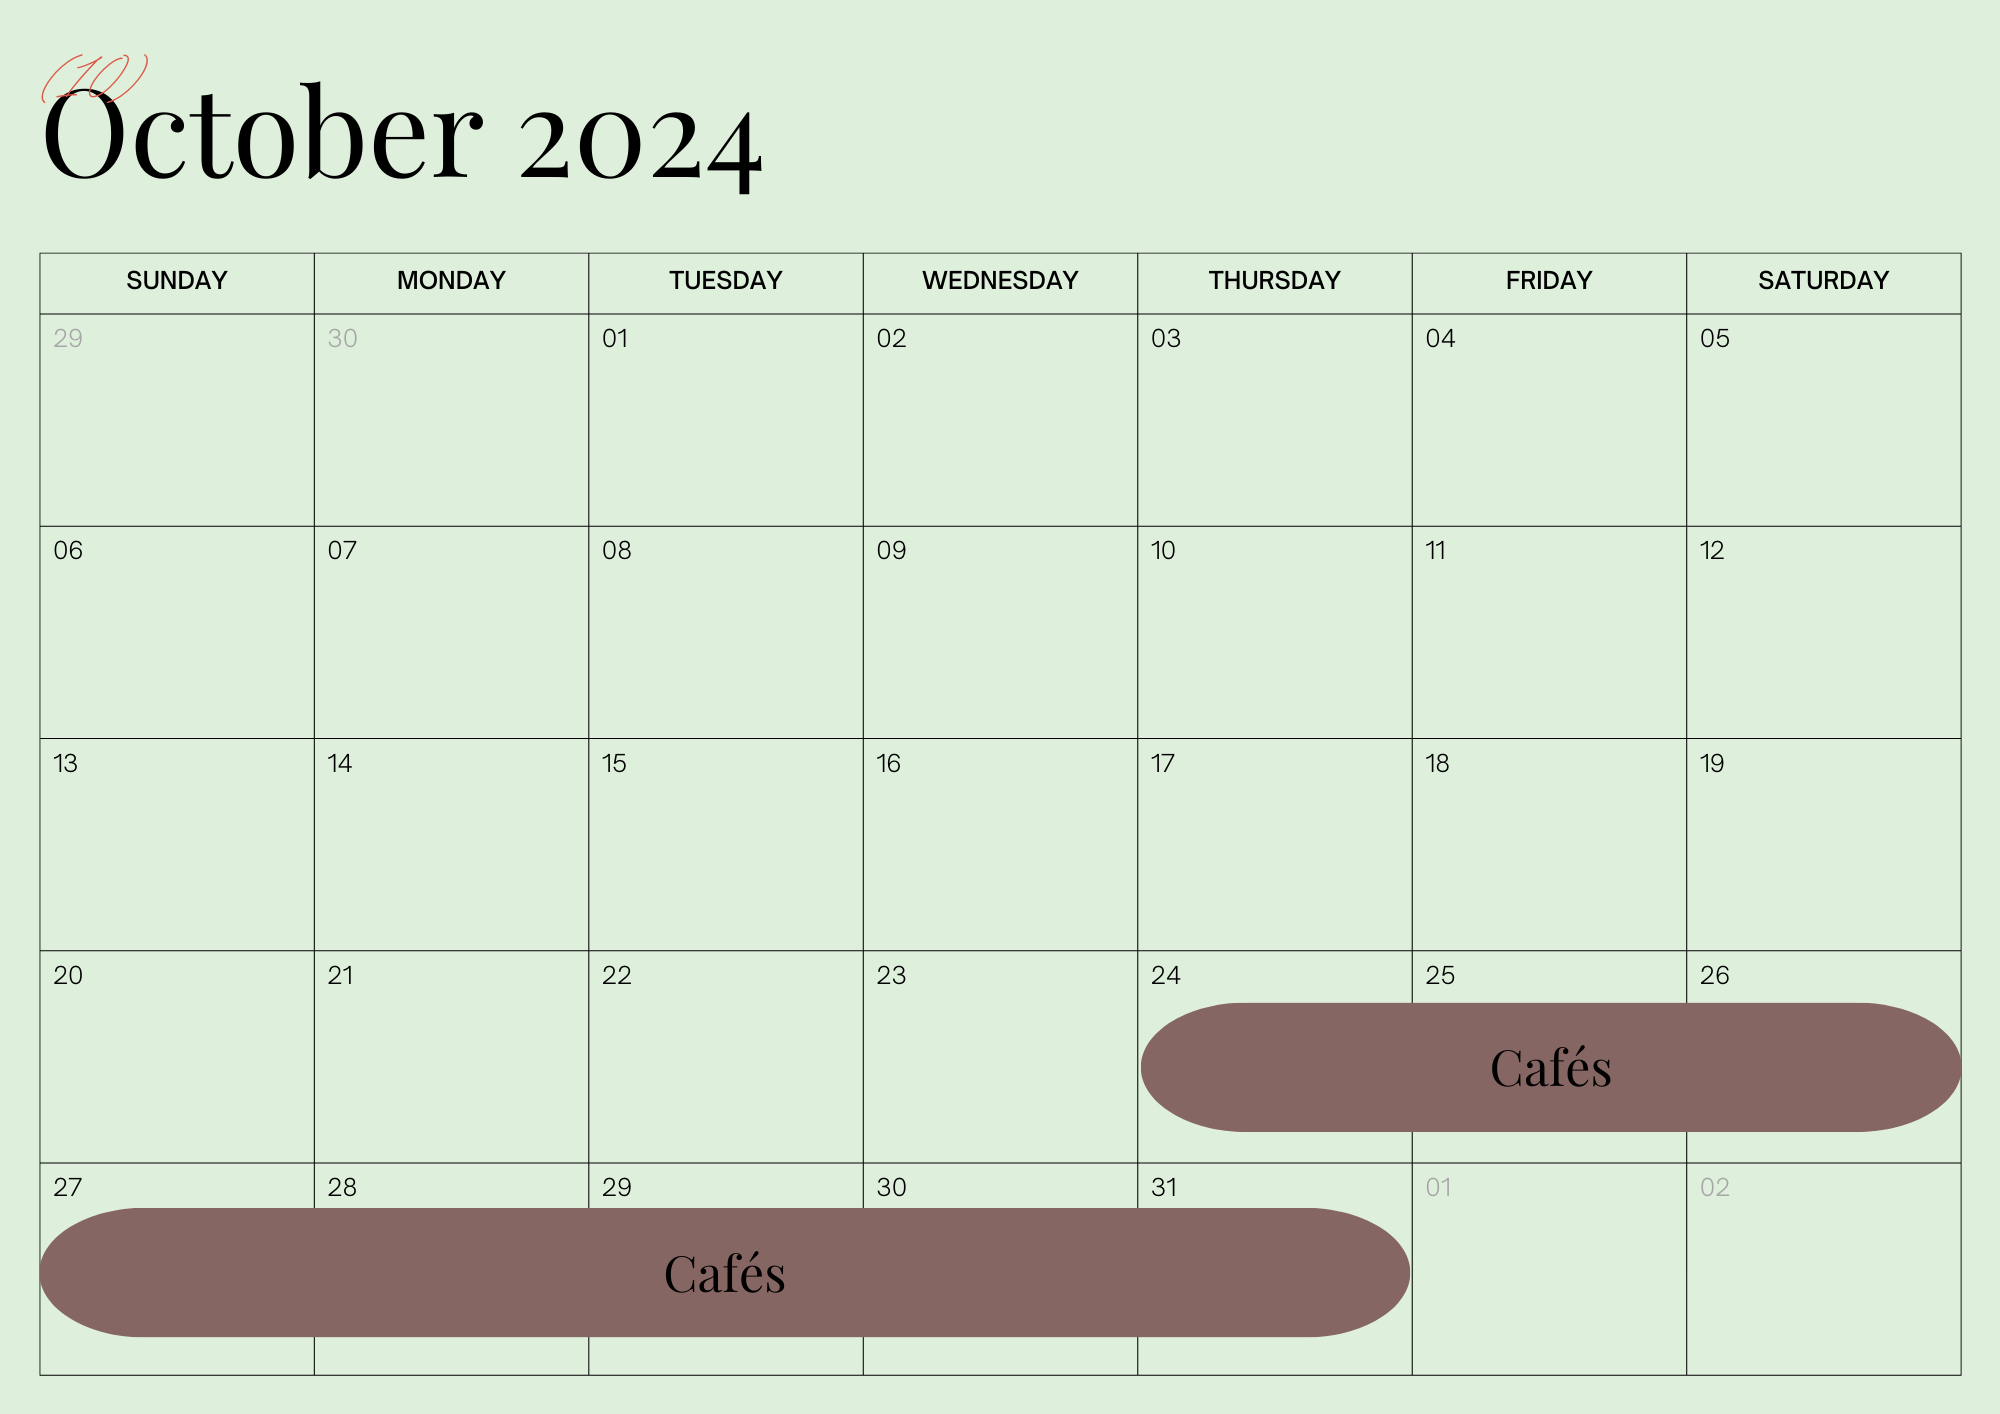 (10)
October 2024
SUNDAY MONDAY TUESDAY WEDNESDAY THURSDAY FRIDAY SATURDAY
29 30 01 02 03 04 05
06 07 08 09 10 11 12
13 14 15 16 17 18 19
20 21 22 23 24 25 26
Cafés
27 28 29 30 31 01 02
Cafés